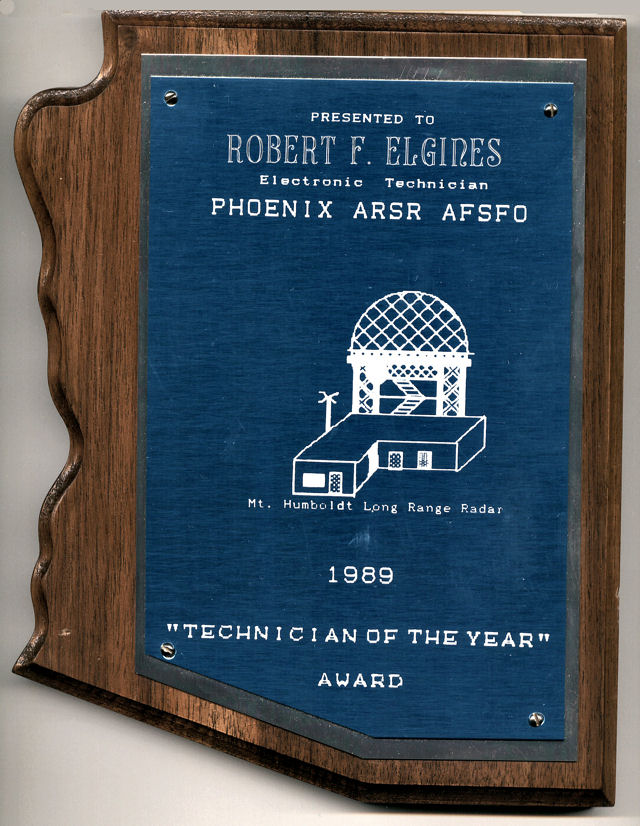 PRESENTED TO
ROBERT F. ELGINES
Electronic Technician
PHOENIX ARSR AFSFO
Mt. Humboldt Long Range Radar
1989
"TECHNICIAN OF THE YEAR"
AWARD